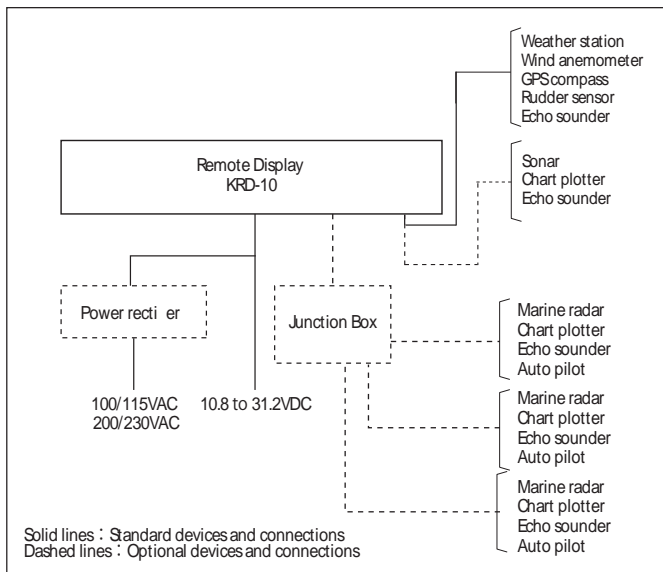 Weather station
Wind anemometer
GPS compass
Rudder sensor
Echo sounder
Remote Display
KRD-10
Sonar
Chart plotter
Echo sounder
Power recti er
Junction Box
Marine radar
Chart plotter
Echo sounder
Auto pilot
100/115VAC
200/230VAC
10.8 to 31.2VDC
Marine radar
Chart plotter
Echo sounder
Auto pilot
Marine radar
Chart plotter
Echo sounder
Auto pilot
Solid lines：Standard devices and connections
Dashed lines：Optional devices and connections